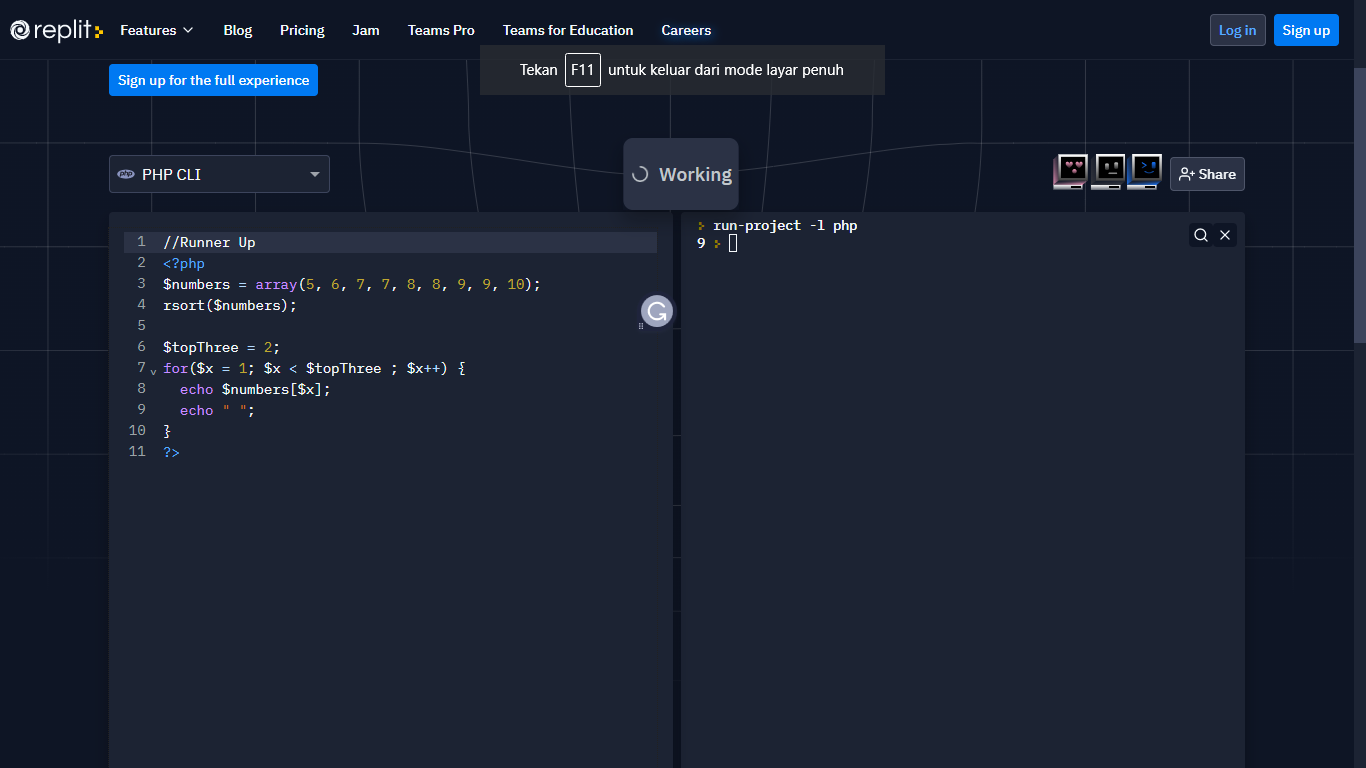 replit
Features Blog Pricing Jam Teams Pro Teams for Education Careers Log in Sign up
Sign up for the full experience
Tekan F11 untuk keluar dari mode layar penuh
php PHP CLI
Working
Share
1 //Runner Up
2 <?php
3 $numbers = array(5, 6, 7, 7, 8, 8, 9, 9, 10);
4 rsort($numbers);
5
6 $topThree = 2;
7 for($x = 1; $x < $topThree ; $x++) {
8   echo $numbers[$x];
9   echo " ";
10 }
11 ?>
run-project -l php
9